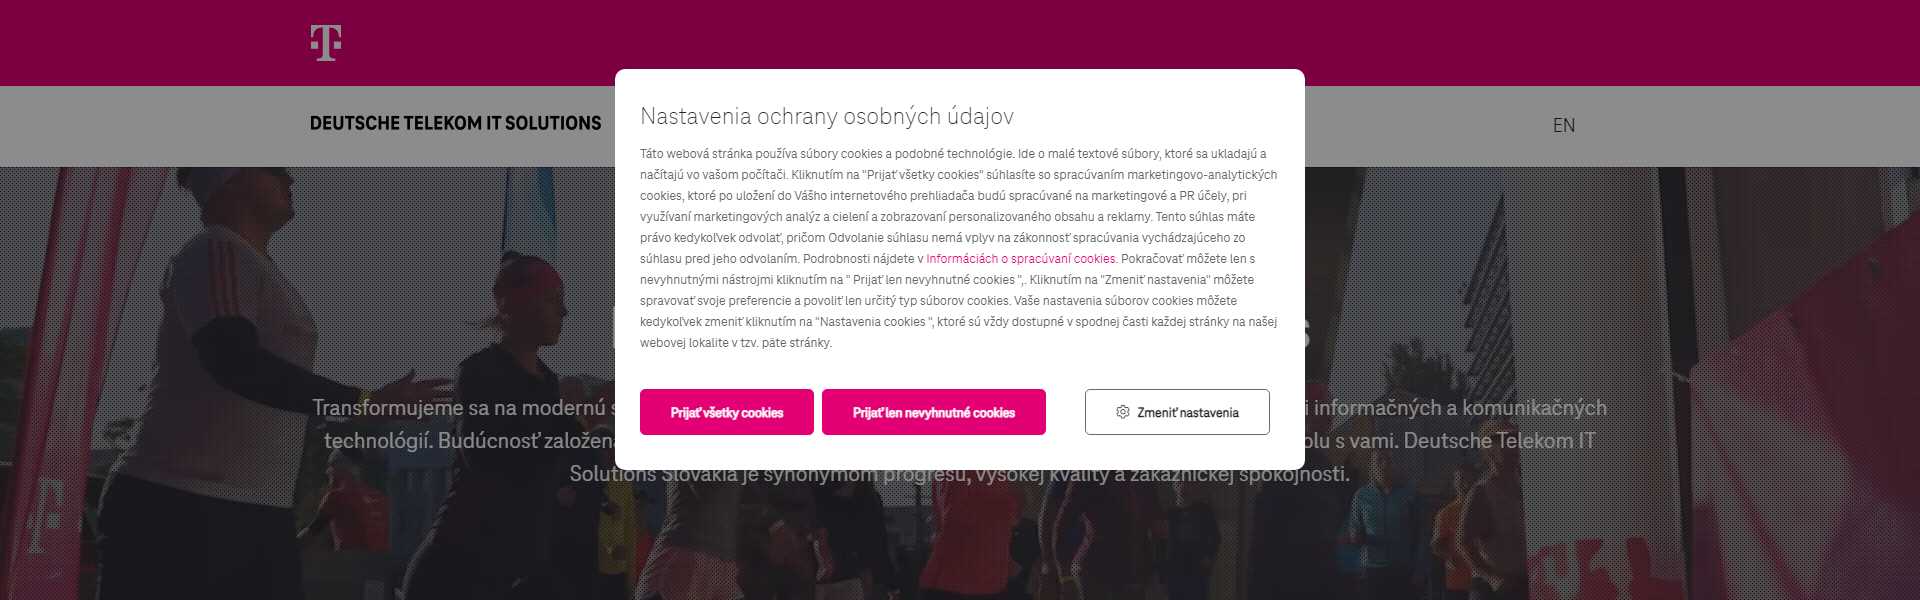 T
DEUTSCHE TELEKOM IT SOLUTIONS
EN
Nastavenia ochrany osobných údajov
Táto webová stránka používa súbory cookies a podobné technológie. Ide o malé textové súbory, ktoré sa ukladajú a
načítajú vo vašom počítači. Kliknutím na "Prijať všetky cookies" súhlasíte so spracúvaním marketingovo-analytických
cookies, ktoré po uložení do Vášho internetového prehliadača budú spracúvané na marketingové a PR účely, pri
využívaní marketingových analýz a cielení a zobrazovaní personalizovaného obsahu a reklamy. Tento súhlas máte
právo kedykoľvek odvolať, pričom Odvolanie súhlasu nemá vplyv na zákonnosť spracúvania vychádzajúceho zo
súhlasu pred jeho odvolaním. Podrobnosti nájdete v Informáciách o spracúvaní cookies. Pokračovať môžete len s
nevyhnutnými nástrojmi kliknutím na " Prijať len nevyhnutné cookies ",. Kliknutím na "Zmeniť nastavenia" môžete
spravovať svoje preferencie a povoliť len určitý typ súborov cookies. Vaše nastavenia súborov cookies môžete
kedykoľvek zmeniť kliknutím na "Nastavenia cookies ", ktoré sú vždy dostupné v spodnej časti každej stránky na našej
webovej lokalite v tzv. päte stránky.
Prijať všetky cookies
Prijať len nevyhnutné cookies
Zmeniť nastavenia
Transformujeme sa na modernú informačných a komunikačných
technológií. Budúcnosť založen olu s vami. Deutsche Telekom IT
Solutions Slovakia je synonymom progresu, vysokej kvality a zákazníckej spokojnosti.